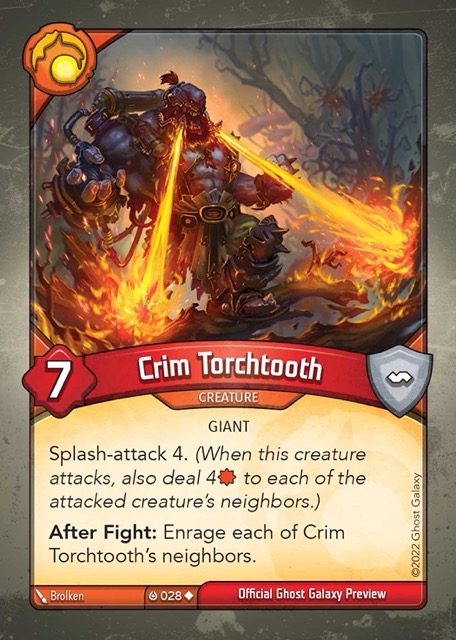 7
Crim Torchtooth
CREATURE
GIANT
Splash-attack 4. (When this creature
attacks, also deal 4 to each of the
attacked creature's neighbors.)
After Fight: Enrage each of Crim
Torchtooth's neighbors.
©2022 Ghost Galaxy
Brolken
028
Official Ghost Galaxy Preview